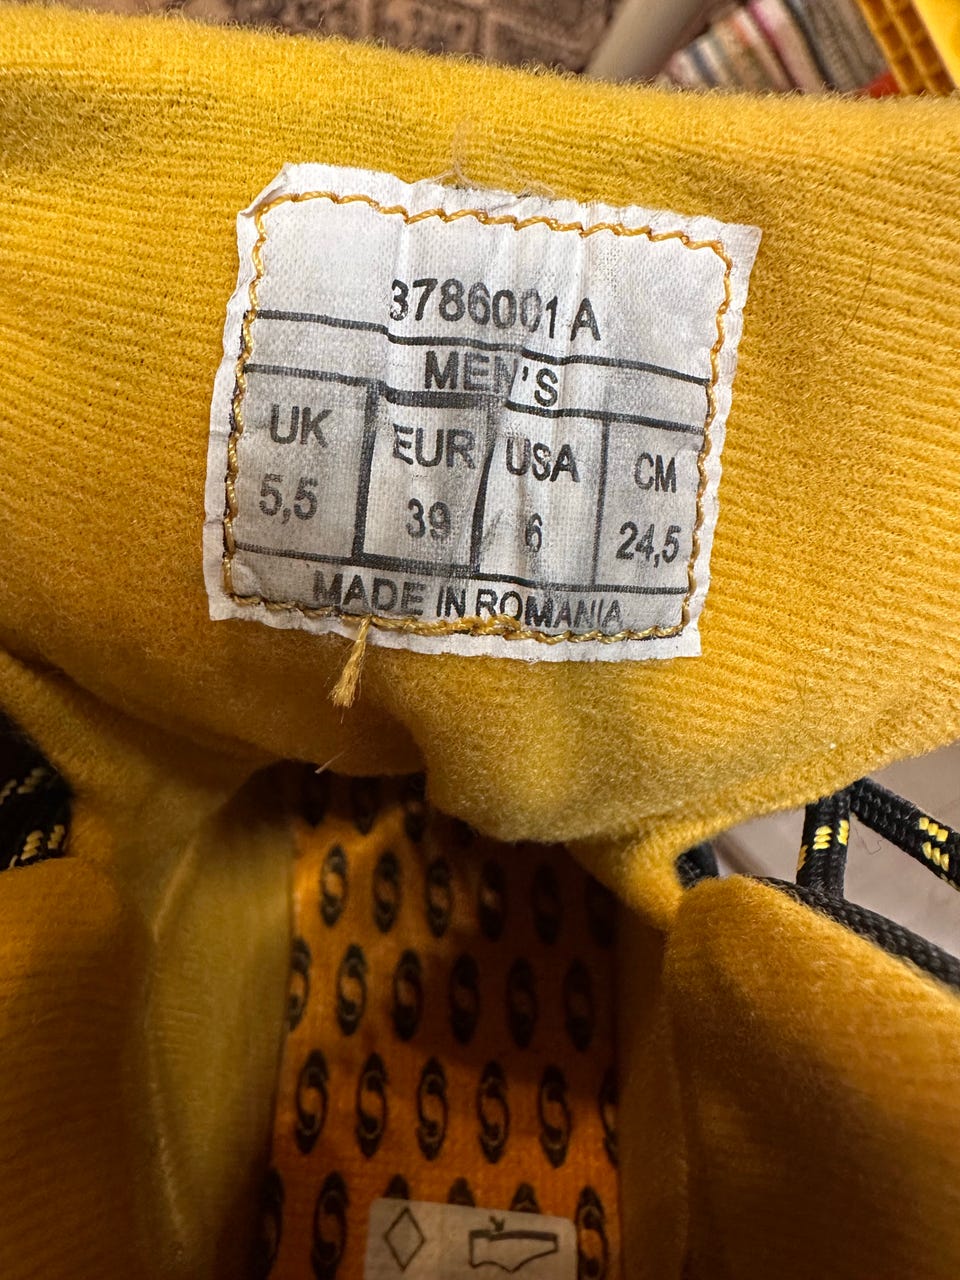 3786001 A
MEN'S
UK EUR USA CM
5,5 39 6 24,5
MADE IN ROMANIA